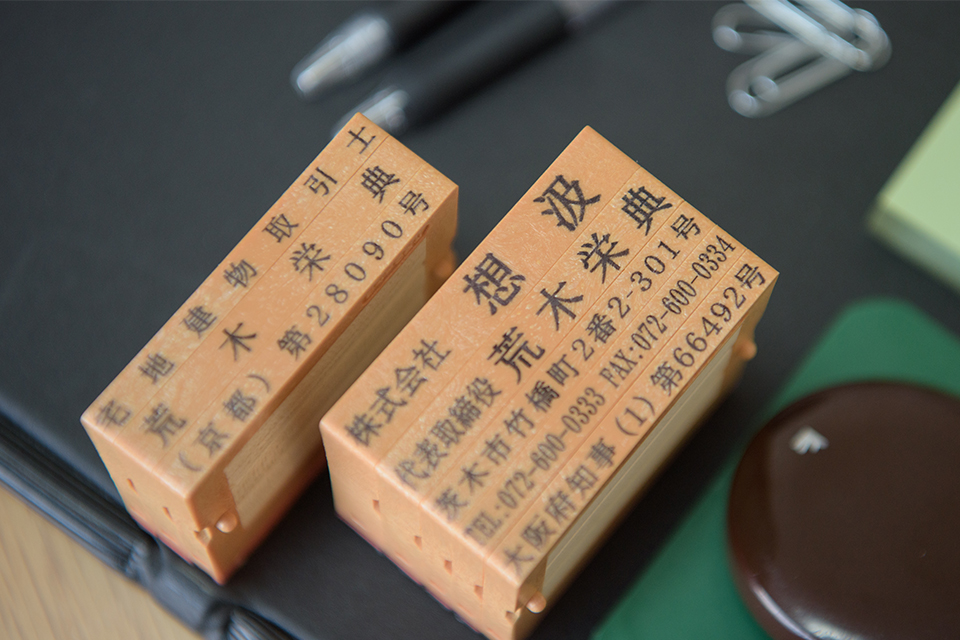 宅地建物取引士
荒木栄典
(京都)第28090号
株式会社 想汲
代表取締役 荒木栄典
茨木市竹橋町2番2-301号
TEL:072-600-0333 FAX:072-600-0334
大阪府知事(1)第66492号